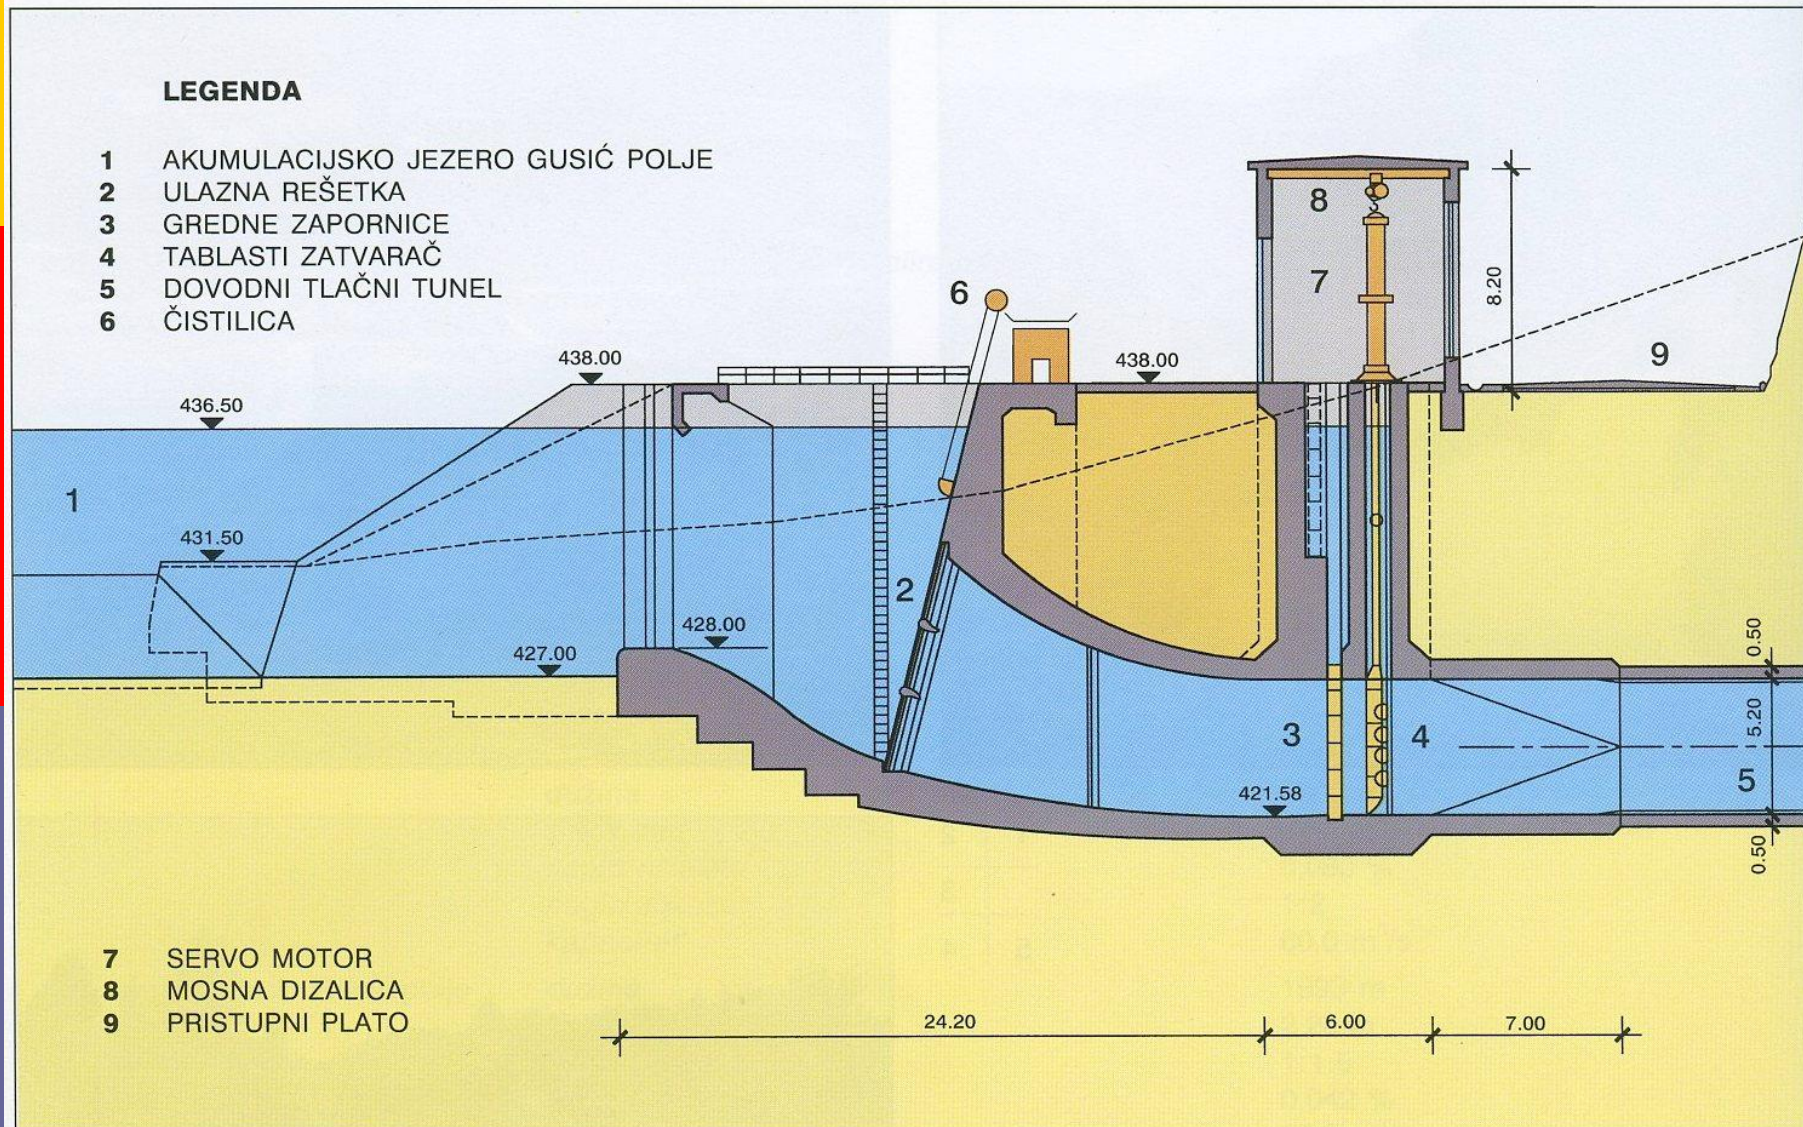 LEGENDA
1 AKUMULACIJSKO JEZERO GUSIĆ POLJE
2 ULAZNA REŠETKA
3 GREDNE ZAPORNICE
4 TABLASTI ZATVARAČ
5 DOVODNI TLAČNI TUNEL
6 ČISTILICA
8
7
8.20
6
9
438.00
438.00
436.50
1
431.50
2
428.00
427.00
0.50
3
4
5.20
5
421.58
0.50
7 SERVO MOTOR
8 MOSNA DIZALICA
9 PRISTUPNI PLATO
24.20
6.00
7.00